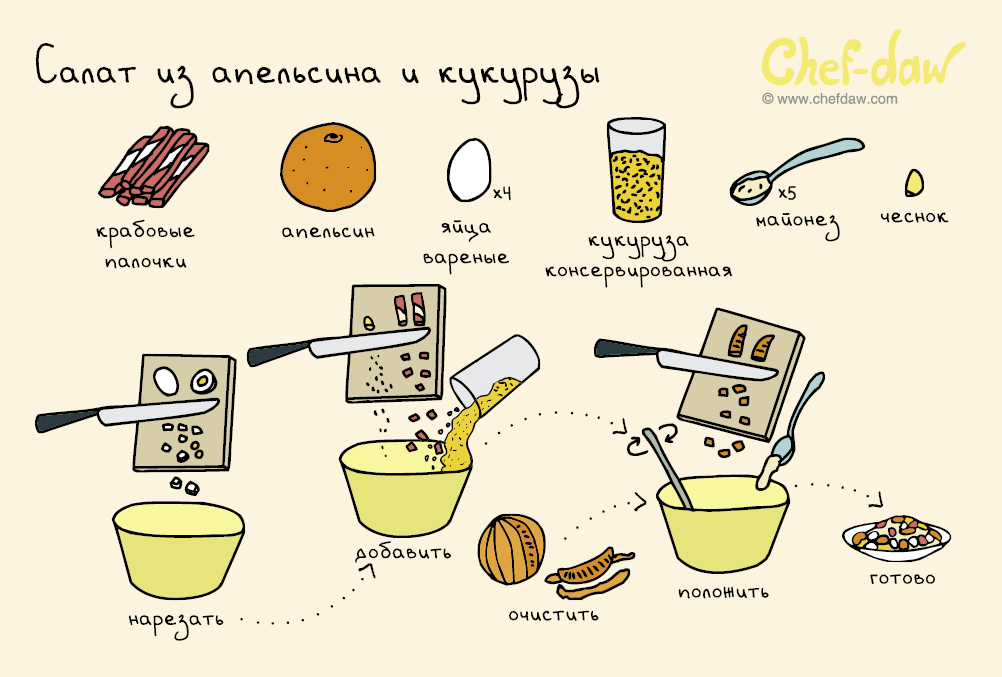 Салат из апельсина и кукурузы
Chef-daw
© www.chefdaw.com
крабовые
палочки
апельсин
x4
яйца
вареные
кукуруза
консервированная
x5
майонез
чеснок
нарезать
добавить
очистить
положить
готово